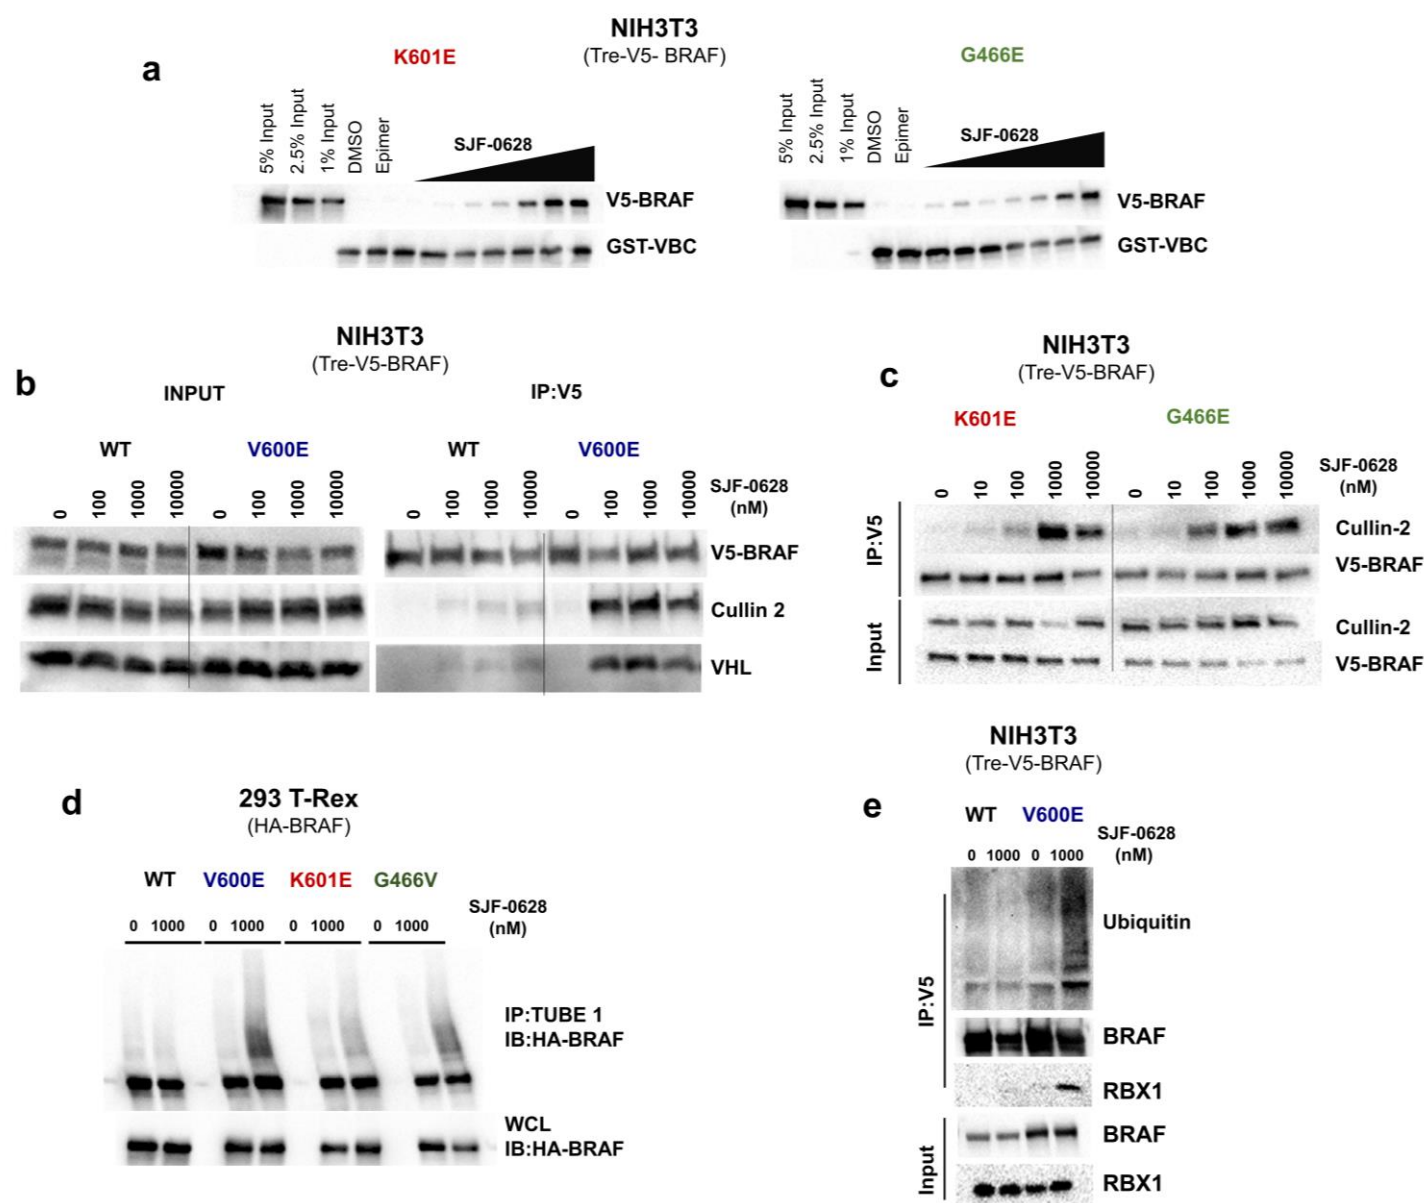 NIH3T3
(Tre-V5- BRAF)
a
K601E
G466E
5% Input
2.5% Input
1% Input
DMSO
Epimer
SJF-0628
5% Input
2.5% Input
1% Input
DMSO
Epimer
SJF-0628
V5-BRAF
GST-VBC
V5-BRAF
GST-VBC
b
NIH3T3
(Tre-V5-BRAF)
INPUT
IP:V5
WT
V600E
WT
V600E
0 100 1000 10000 0 100 1000 10000
0 100 1000 10000 0 100 1000 10000
SJF-0628
(nM)
V5-BRAF
Cullin 2
VHL
c
NIH3T3
(Tre-V5-BRAF)
K601E
G466E
0 10 100 1000 10000
0 10 100 1000 10000
SJF-0628
(nM)
IP:V5
Cullin-2
V5-BRAF
Input
Cullin-2
V5-BRAF
d
293 T-Rex
(HA-BRAF)
WT V600E K601E G466V
0 1000 0 1000 0 1000 0 1000
SJF-0628
(nM)
IP:TUBE 1
IB:HA-BRAF
WCL
IB:HA-BRAF
e
NIH3T3
(Tre-V5-BRAF)
WT V600E
0 1000 0 1000
SJF-0628
(nM)
IP:V5
Ubiquitin
BRAF
RBX1
Input
BRAF
RBX1